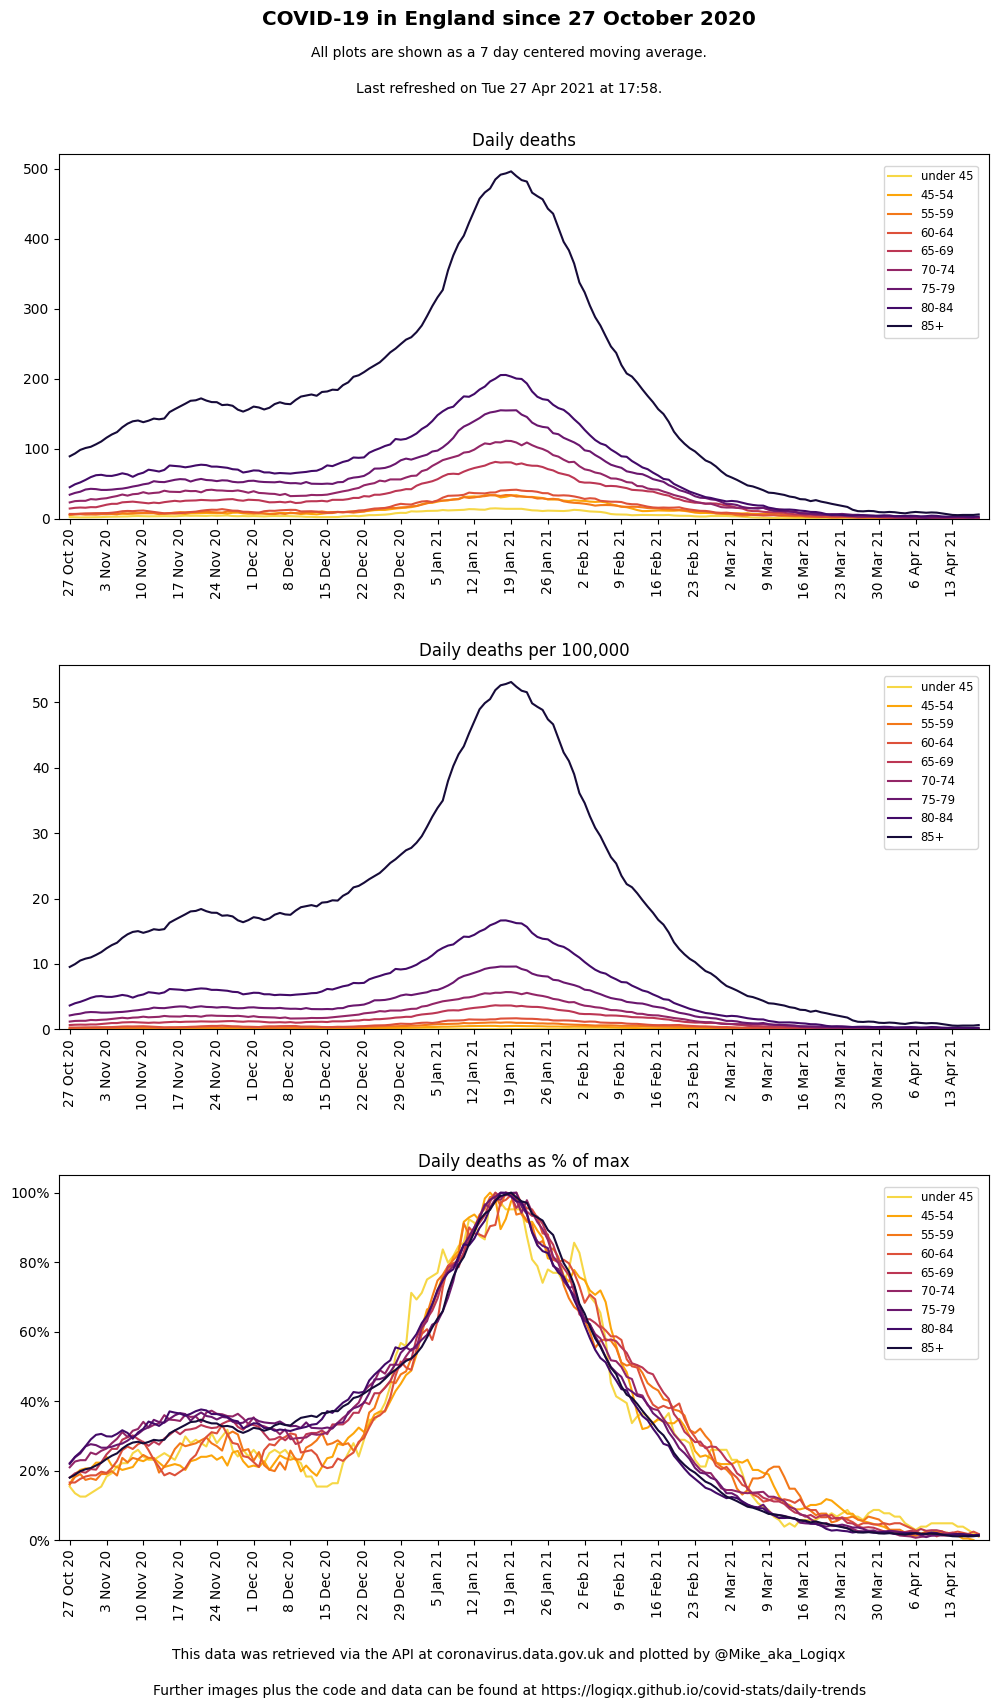 COVID-19 in England since 27 October 2020
All plots are shown as a 7 day centered moving average.
Last refreshed on Tue 27 Apr 2021 at 17:58.
Daily deaths
500
400
300
200
100
0
under 45
45-54
55-59
60-64
65-69
70-74
75-79
80-84
85+
27 Oct 20
3 Nov 20
10 Nov 20
17 Nov 20
24 Nov 20
1 Dec 20
8 Dec 20
15 Dec 20
22 Dec 20
29 Dec 20
5 Jan 21
12 Jan 21
19 Jan 21
26 Jan 21
2 Feb 21
9 Feb 21
16 Feb 21
23 Feb 21
2 Mar 21
9 Mar 21
16 Mar 21
23 Mar 21
30 Mar 21
6 Apr 21
13 Apr 21
Daily deaths per 100,000
50
40
30
20
10
0
under 45
45-54
55-59
60-64
65-69
70-74
75-79
80-84
85+
27 Oct 20
3 Nov 20
10 Nov 20
17 Nov 20
24 Nov 20
1 Dec 20
8 Dec 20
15 Dec 20
22 Dec 20
29 Dec 20
5 Jan 21
12 Jan 21
19 Jan 21
26 Jan 21
2 Feb 21
9 Feb 21
16 Feb 21
23 Feb 21
2 Mar 21
9 Mar 21
16 Mar 21
23 Mar 21
30 Mar 21
6 Apr 21
13 Apr 21
Daily deaths as % of max
100%
80%
60%
40%
20%
0%
under 45
45-54
55-59
60-64
65-69
70-74
75-79
80-84
85+
27 Oct 20
3 Nov 20
10 Nov 20
17 Nov 20
24 Nov 20
1 Dec 20
8 Dec 20
15 Dec 20
22 Dec 20
29 Dec 20
5 Jan 21
12 Jan 21
19 Jan 21
26 Jan 21
2 Feb 21
9 Feb 21
16 Feb 21
23 Feb 21
2 Mar 21
9 Mar 21
16 Mar 21
23 Mar 21
30 Mar 21
6 Apr 21
13 Apr 21
This data was retrieved via the API at coronavirus.data.gov.uk and plotted by @Mike_aka_Logiqx
Further images plus the code and data can be found at https://logiqx.github.io/covid-stats/daily-trends